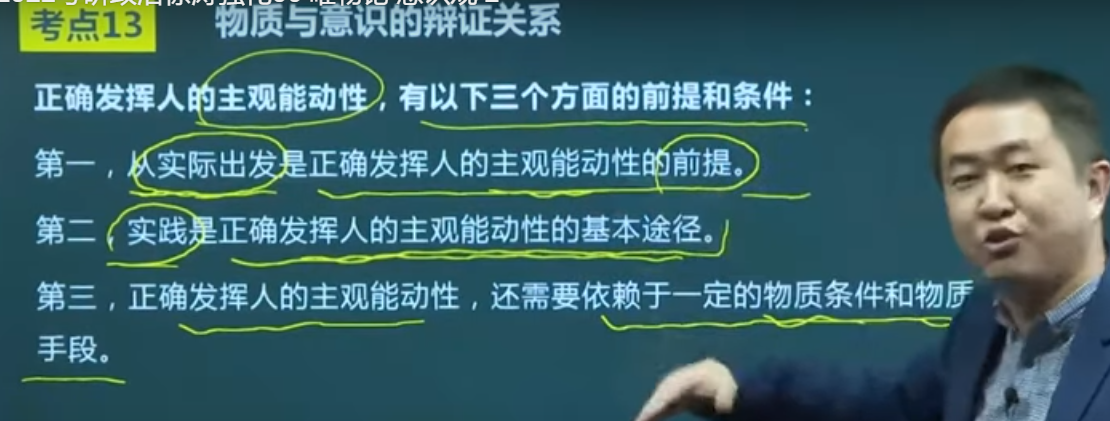 考点13 物质与意识的辩证关系
正确发挥人的主观能动性，有以下三个方面的前提和条件：
第一，从实际出发是正确发挥人的主观能动性的前提。
第二，实践是正确发挥人的主观能动性的基本途径。
第三，正确发挥人的主观能动性，还需要依赖于一定的物质条件和物质
手段。